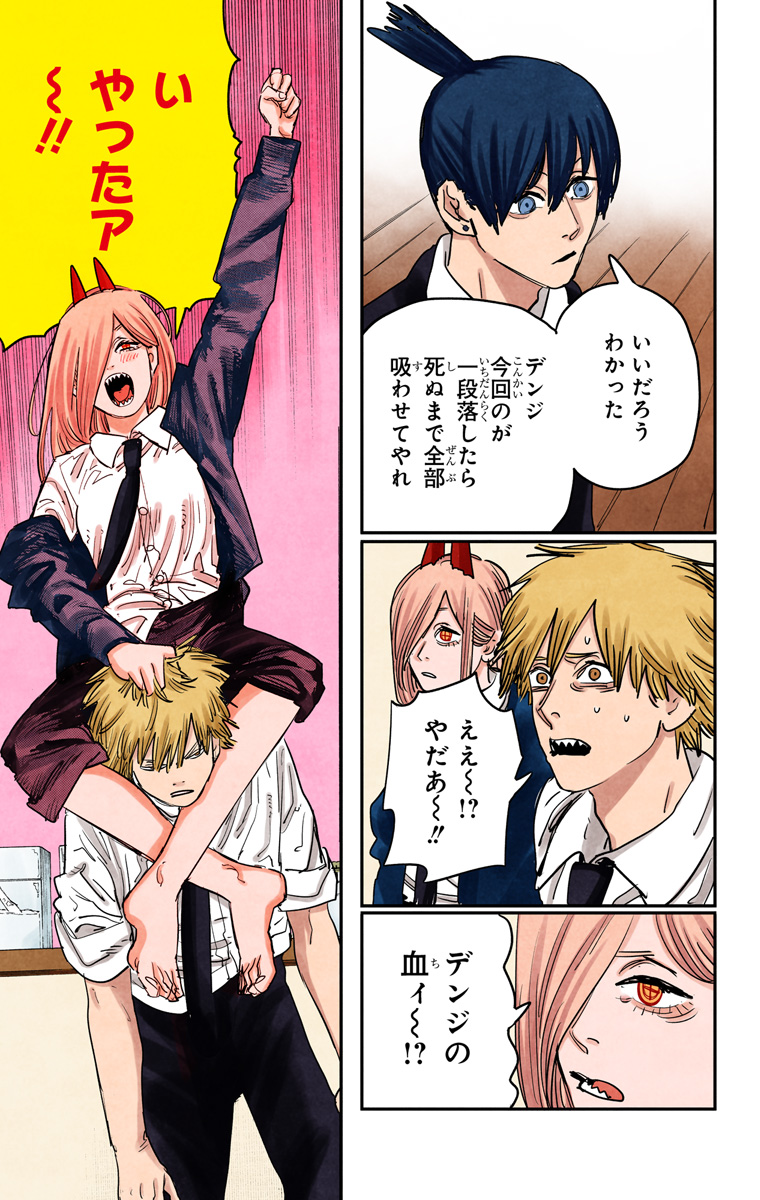 いいだろう
わかった
デンジ
今回のが
一段落したら
死ぬまで全部
吸わせてやれ
ええ〜!?
やだあ〜!!
デンジの
血ィ〜!?
い
やったア
〜!!